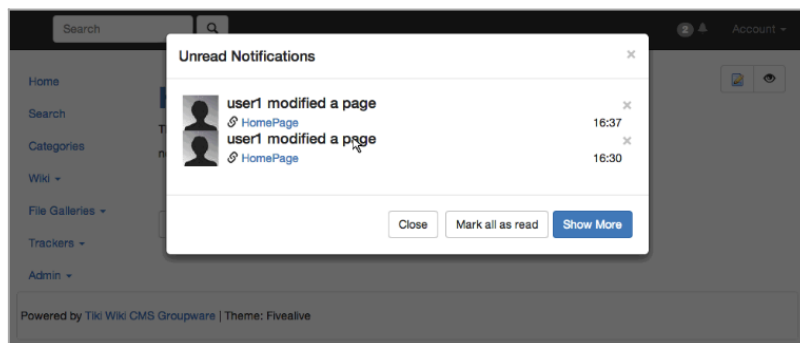 Search
2
Account
Unread Notifications
×
Home
user1 modified a page
×
Search
HomePage
16:37
user1 modified a page
×
Categories
HomePage
16:30
Wiki
File Galleries
Close
Mark all as read
Show More
Trackers
Admin
Powered by Tiki Wiki CMS Groupware | Theme: Fivealive